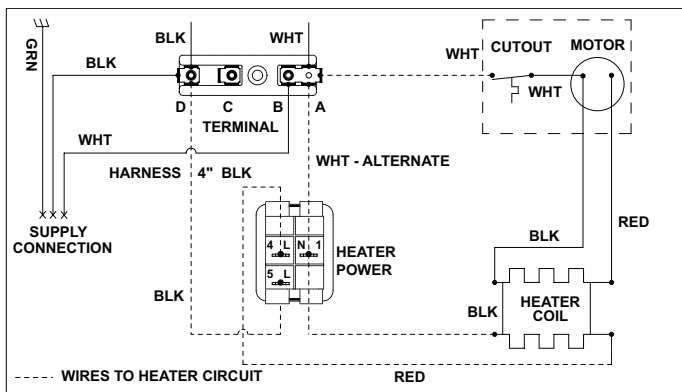 BLK
WHT
GRN
BLK
WHT
CUTOUT
MOTOR
WHT
D
C
B
A
TERMINAL
WHT
WHT - ALTERNATE
HARNESS 4" BLK
RED
SUPPLY
CONNECTION
4 L
N 1
5 L
HEATER
POWER
BLK
BLK
BLK
HEATER
COIL
WIRES TO HEATER CIRCUIT
RED